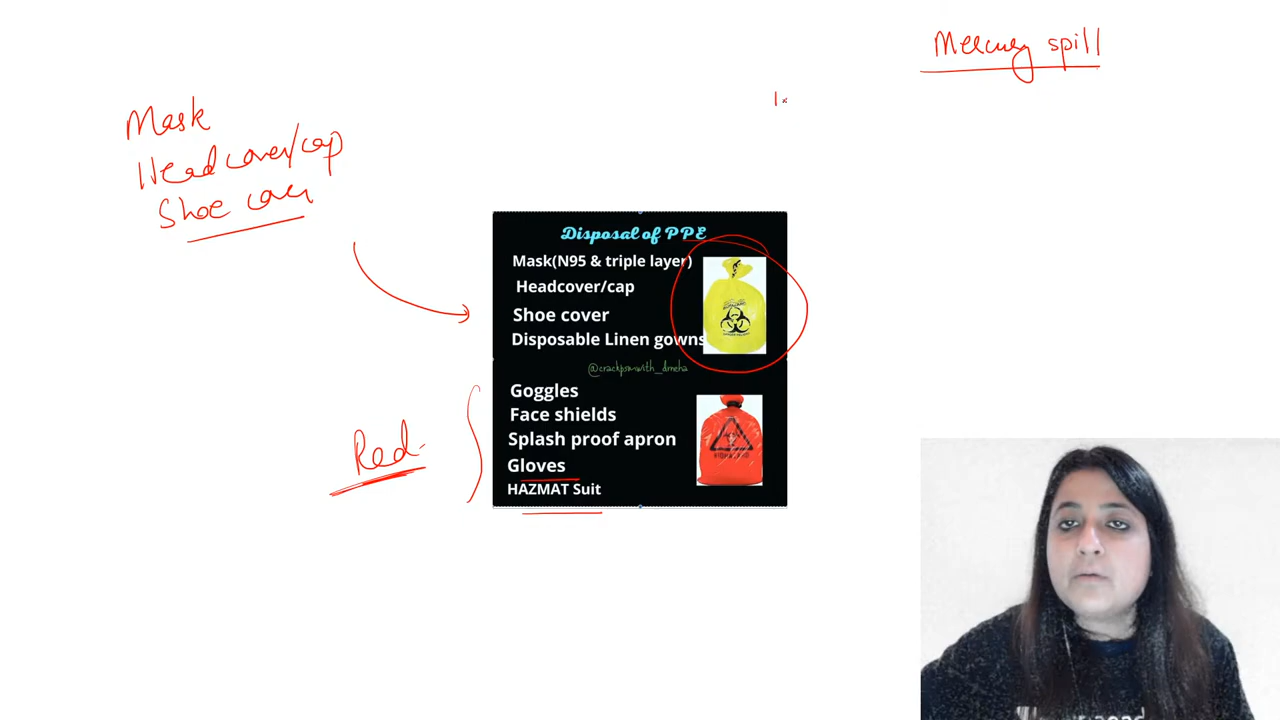 Mercury spill
Mask
Head cover/cap
Shoe cover
Disposal of PPE
Mask(N95 & triple layer)
Headcover/cap
Shoe cover
Disposable Linen gowns
Goggles
Face shields
Splash proof apron
Gloves
HAZMAT Suit
Red